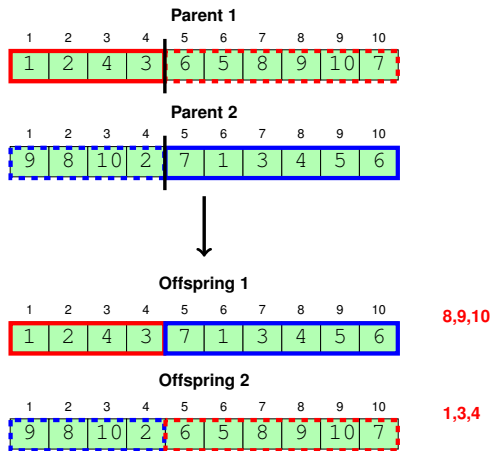 Parent 1
1 2 3 4 5 6 7 8 9 10
1 2 4 3 6 5 8 9 10 7
Parent 2
1 2 3 4 5 6 7 8 9 10
9 8 10 2 7 1 3 4 5 6
Offspring 1
1 2 3 4 5 6 7 8 9 10
1 2 4 3 7 1 3 4 5 6 8,9,10
Offspring 2
1 2 3 4 5 6 7 8 9 10
9 8 10 2 6 5 8 9 10 7 1,3,4